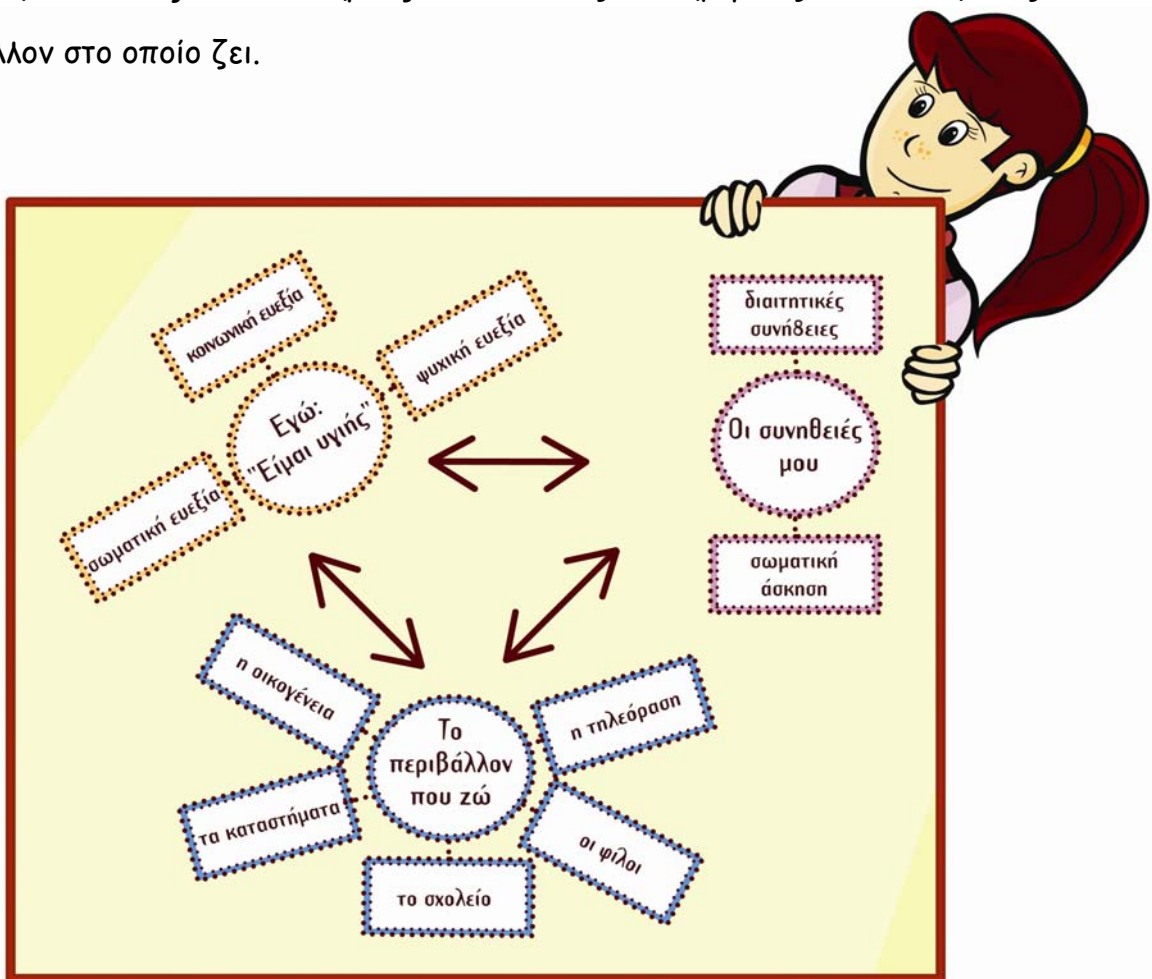 λλον στο οποίο ζει.
κοινωνική ευεξία
ψυχική ευεξία
Εγώ:
"Είμαι υγιής"
σωματική ευεξία
διαιτητικές
συνήθειες
Οι συνηθειές
μου
σωματική
άσκηση
η οικογένεια
η τηλεόραση
Το
περιβάλλον
που ζώ
τα καταστήματα
οι φίλοι
το σχολείο